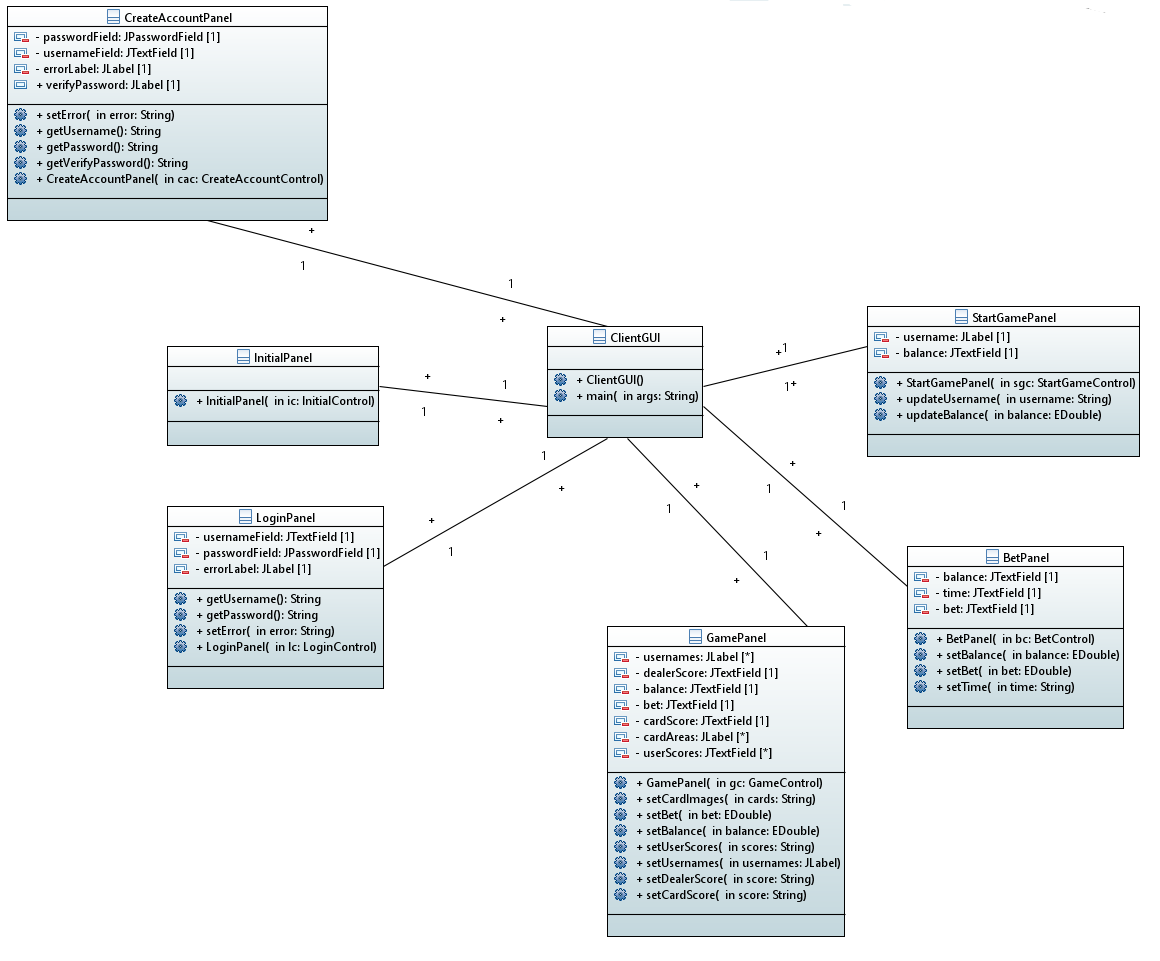 CreateAccountPanel
- passwordField: JPasswordField [1]
- usernameField: JTextField [1]
- errorLabel: JLabel [1]
+ verifyPassword: JLabel [1]
+ setError( in error: String)
+ getUsername(): String
+ getPassword(): String
+ getVerifyPassword(): String
+ CreateAccountPanel( in cac: CreateAccountControl)
+
1
1
+
ClientGUI
+ ClientGUI()
+ main( in args: String)
InitialPanel
+ InitialPanel( in ic: InitialControl)
+
1
1
+
StartGamePanel
- username: JLabel [1]
- balance: JTextField [1]
+ StartGamePanel( in sgc: StartGameControl)
+ updateUsername( in username: String)
+ updateBalance( in balance: EDouble)
+1
1+
LoginPanel
- usernameField: JTextField [1]
- passwordField: JPasswordField [1]
- errorLabel: JLabel [1]
+ getUsername(): String
+ getPassword(): String
+ setError( in error: String)
+ LoginPanel( in lc: LoginControl)
1
+
+
1
+
1
1
+
+
1
1
+
BetPanel
- balance: JTextField [1]
- time: JTextField [1]
- bet: JTextField [1]
+ BetPanel( in bc: BetControl)
+ setBalance( in balance: EDouble)
+ setBet( in bet: EDouble)
+ setTime( in time: String)
GamePanel
- usernames: JLabel [*]
- dealerScore: JTextField [1]
- balance: JTextField [1]
- bet: JTextField [1]
- cardScore: JTextField [1]
- cardAreas: JLabel [*]
- userScores: JTextField [*]
+ GamePanel( in gc: GameControl)
+ setCardImages( in cards: String)
+ setBet( in bet: EDouble)
+ setBalance( in balance: EDouble)
+ setUserScores( in scores: String)
+ setUsernames( in usernames: JLabel)
+ setDealerScore( in score: String)
+ setCardScore( in score: String)